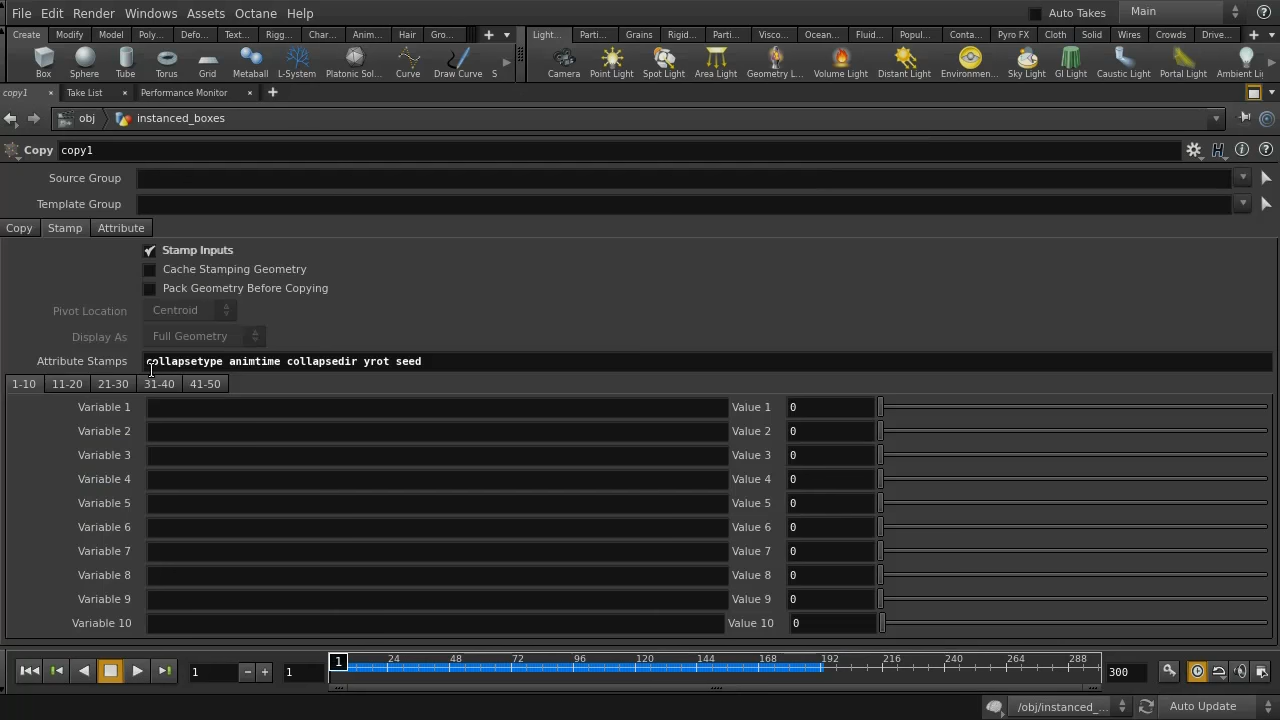 File Edit Render Windows Assets Octane Help Auto Takes Main
Create Modify Model Poly... Defo... Text... Rigg... Char... Anim... Hair Gro... Light... Parti... Grains Rigid... Parti... Visco... Ocean... Fluid... Popul... Conta... Pyro FX Cloth Solid Wires Crowds Drive...
Box Sphere Tube Torus Grid Metaball L-System Platonic Sol... Curve Draw Curve S Camera Point Light Spot Light Area Light Geometry L... Volume Light Distant Light Environmen... Sky Light GI Light Caustic Light Portal Light Ambient Li
copy1 Take List Performance Monitor
obj instanced_boxes
Copy copy1
Source Group
Template Group
Copy Stamp Attribute
Stamp Inputs
Cache Stamping Geometry
Pack Geometry Before Copying
Pivot Location Centroid
Display As Full Geometry
Attribute Stamps collapsetype animtime collapsedir yrot seed
1-10 11-20 21-30 31-40 41-50
Variable 1 Value 1 0
Variable 2 Value 2 0
Variable 3 Value 3 0
Variable 4 Value 4 0
Variable 5 Value 5 0
Variable 6 Value 6 0
Variable 7 Value 7 0
Variable 8 Value 8 0
Variable 9 Value 9 0
Variable 10 Value 10 0
1 1 1 24 48 72 96 120 144 168 192 216 240 264 288 300
/obj/instanced_... Auto Update